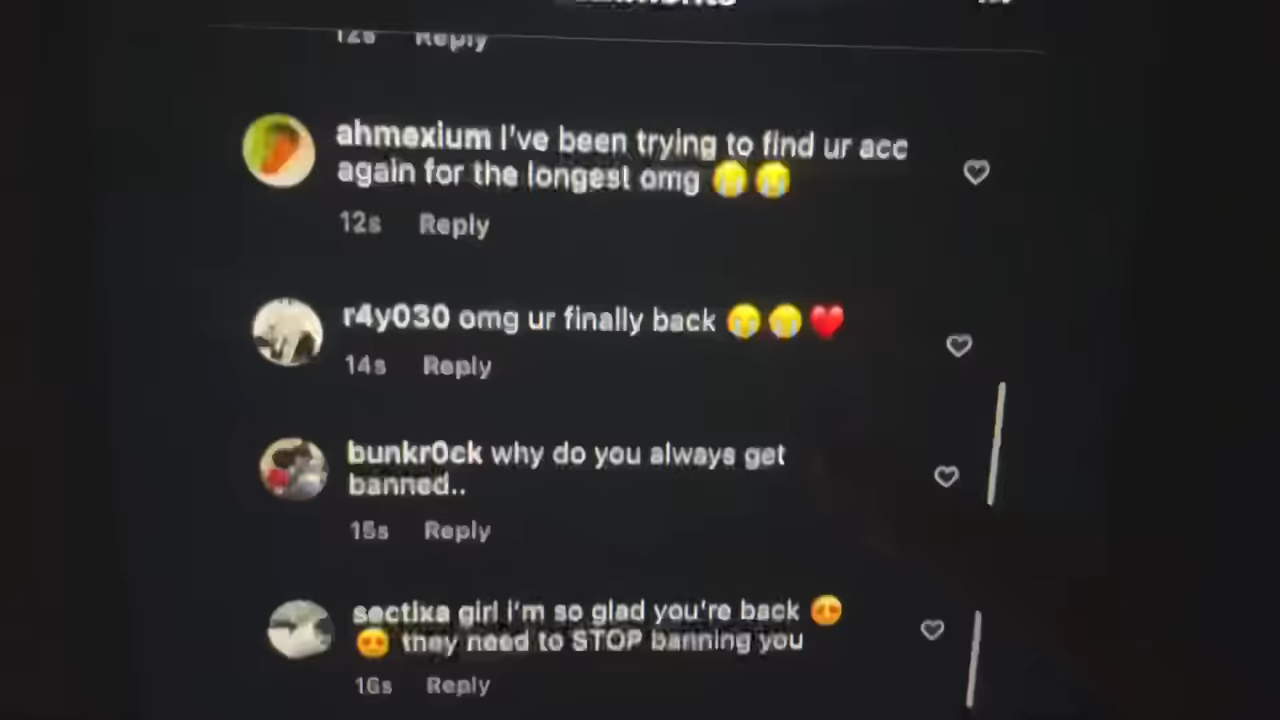 12s Reply
ahmexium I've been trying to find ur acc
again for the longest omg 😭😭
12s Reply
r4y030 omg ur finally back 😭😭❤️
14s Reply
bunkr0ck why do you always get
banned..
15s Reply
sectixa girl i'm so glad you're back 😍
😍 they need to STOP banning you
16s Reply